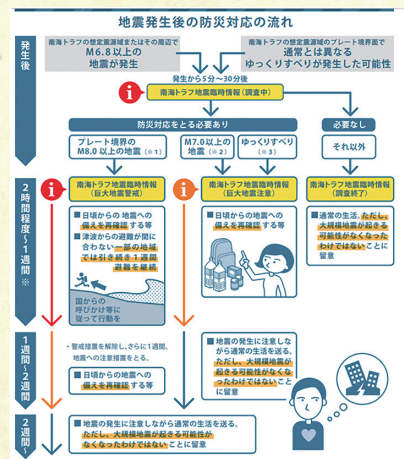 地震発生後の防災対応の流れ
発生後
南海トラフの想定震源域またはその周辺で
M6.8以上の
地震が発生
南海トラフの想定震源域のプレート境界面で
通常とは異なる
ゆっくりすべりが発生した可能性
発生から5分〜30分後
南海トラフ地震臨時情報(調査中)
防災対応をとる必要あり
必要なし
プレート境界の
M8.0以上の地震(※1)
M7.0以上の
地震(※2)
ゆっくりすべり
(※3)
それ以外
2時間程度〜1週間※
南海トラフ地震臨時情報
(巨大地震警戒)
南海トラフ地震臨時情報
(巨大地震注意)
南海トラフ地震臨時情報
(調査終了)
■日頃からの地震への
備えを再確認する等
■津波からの避難が間に
合わない一部の地域
では引き続き1週間
避難を継続
国からの
呼びかけ等に
従って行動を
■日頃からの地震への
備えを再確認する等
■通常の生活。ただし、
大規模地震が起きる
可能性がなくなった
わけではないことに
留意
1週間〜2週間
・警戒措置を解除し、さらに1週間、
地震への注意措置をとる。
■日頃からの地震への
備えを再確認する等
■地震の発生に注意しな
がら通常の生活を送る。
ただし、大規模地震が
起きる可能性がなくな
ったわけではないこと
に留意
2週間〜
■地震の発生に注意しながら通常の生活を送る。
ただし、大規模地震が起きる可能性が
なくなったわけではないことに留意